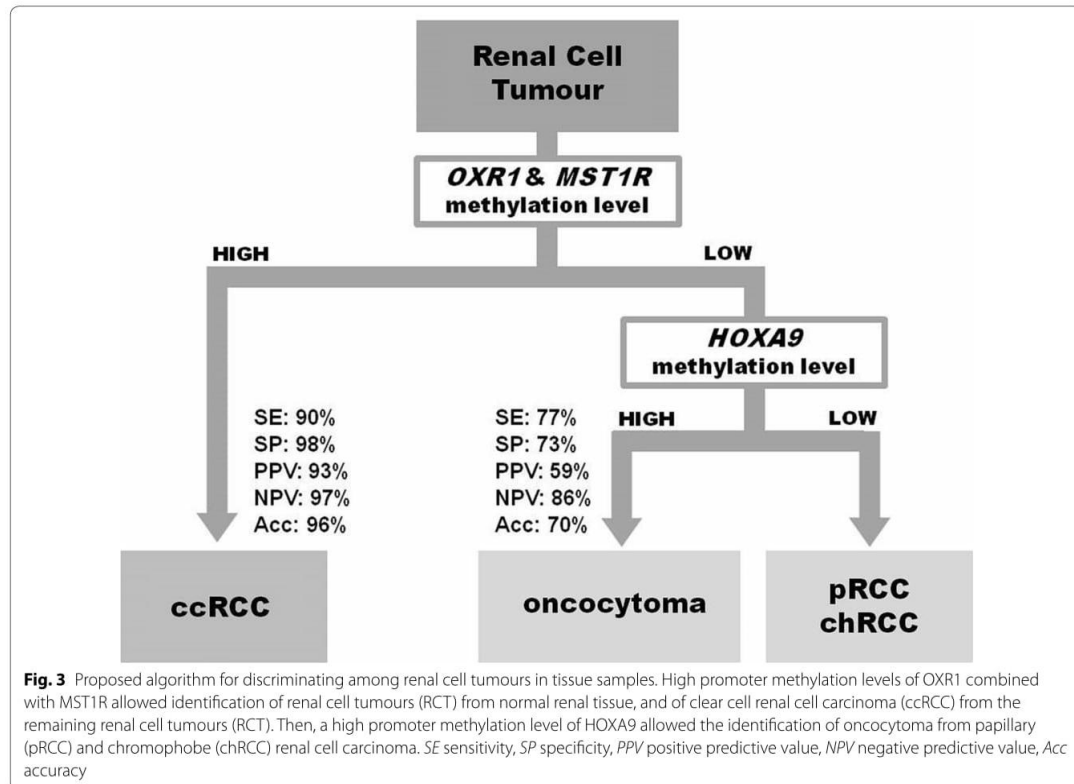 Renal Cell
Tumour
OXR1 & MST1R
methylation level
HIGH
LOW
HOXA9
methylation level
SE: 90%
SP: 98%
PPV: 93%
NPV: 97%
Acc: 96%
SE: 77%
SP: 73%
PPV: 59%
NPV: 86%
Acc: 70%
HIGH
LOW
ccRCC
oncocytoma
pRCC
chRCC
Fig. 3 Proposed algorithm for discriminating among renal cell tumours in tissue samples. High promoter methylation levels of OXR1 combined
with MST1R allowed identification of renal cell tumours (RCT) from normal renal tissue, and of clear cell renal cell carcinoma (ccRCC) from the
remaining renal cell tumours (RCT). Then, a high promoter methylation level of HOXA9 allowed the identification of oncocytoma from papillary
(pRCC) and chromophobe (chRCC) renal cell carcinoma. SE sensitivity, SP specificity, PPV positive predictive value, NPV negative predictive value, Acc
accuracy